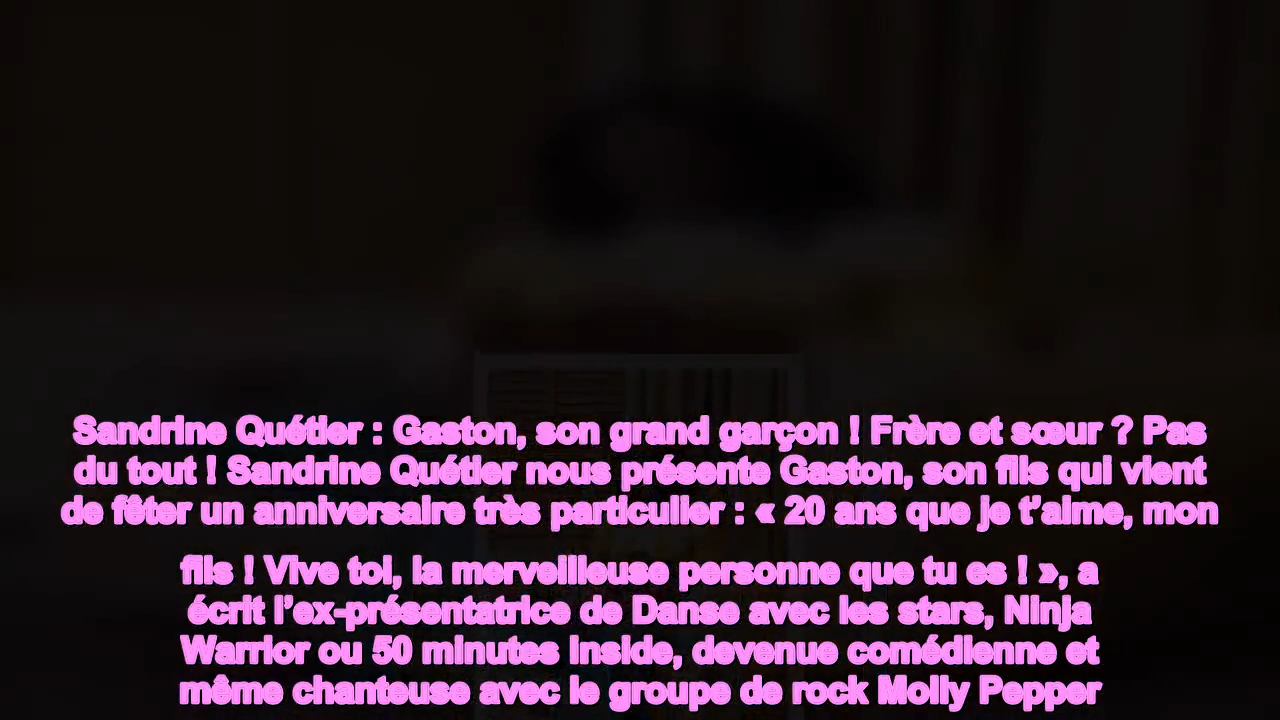 Sandrine Quétier : Gaston, son grand garçon ! Frère et sœur ? Pas
du tout ! Sandrine Quétier nous présente Gaston, son fils qui vient
de fêter un anniversaire très particulier : « 20 ans que je t’aime, mon
fils ! Vive toi, la merveilleuse personne que tu es ! », a
écrit l’ex-présentatrice de Danse avec les stars, Ninja
Warrior ou 50 minutes Inside, devenue comédienne et
même chanteuse avec le groupe de rock Molly Pepper